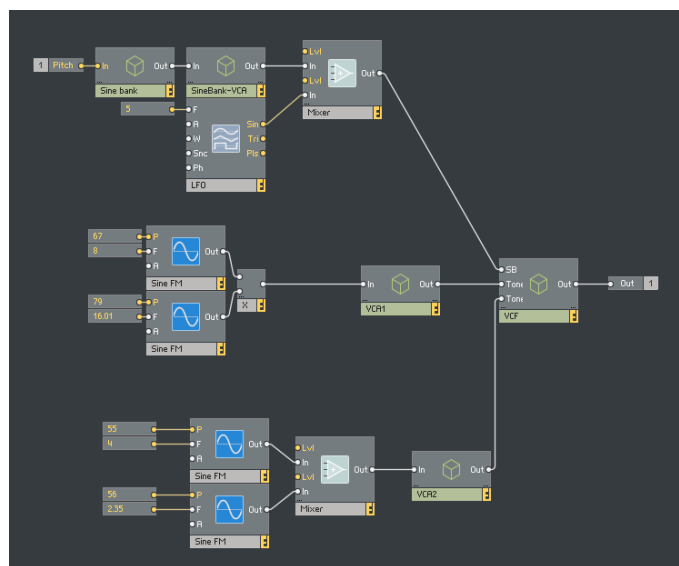 1 Pitch In Out
Sine bank
In Out
SineBank-VCA
Lvl
In
Lvl
In
Out
Mixer
5
F
A
W
Snc
Ph
Sin
Tri
Pls
LFO
67
8
P
F
A
Out
Sine FM
79
16.01
P
F
A
Out
Sine FM
X
In Out
VCA1
SB
Tone
Tone
Out
VCF
Out 1
55
4
P
F
A
Out
Sine FM
56
2.35
P
F
A
Out
Sine FM
Lvl
In
Lvl
In
Out
Mixer
In Out
VCA2